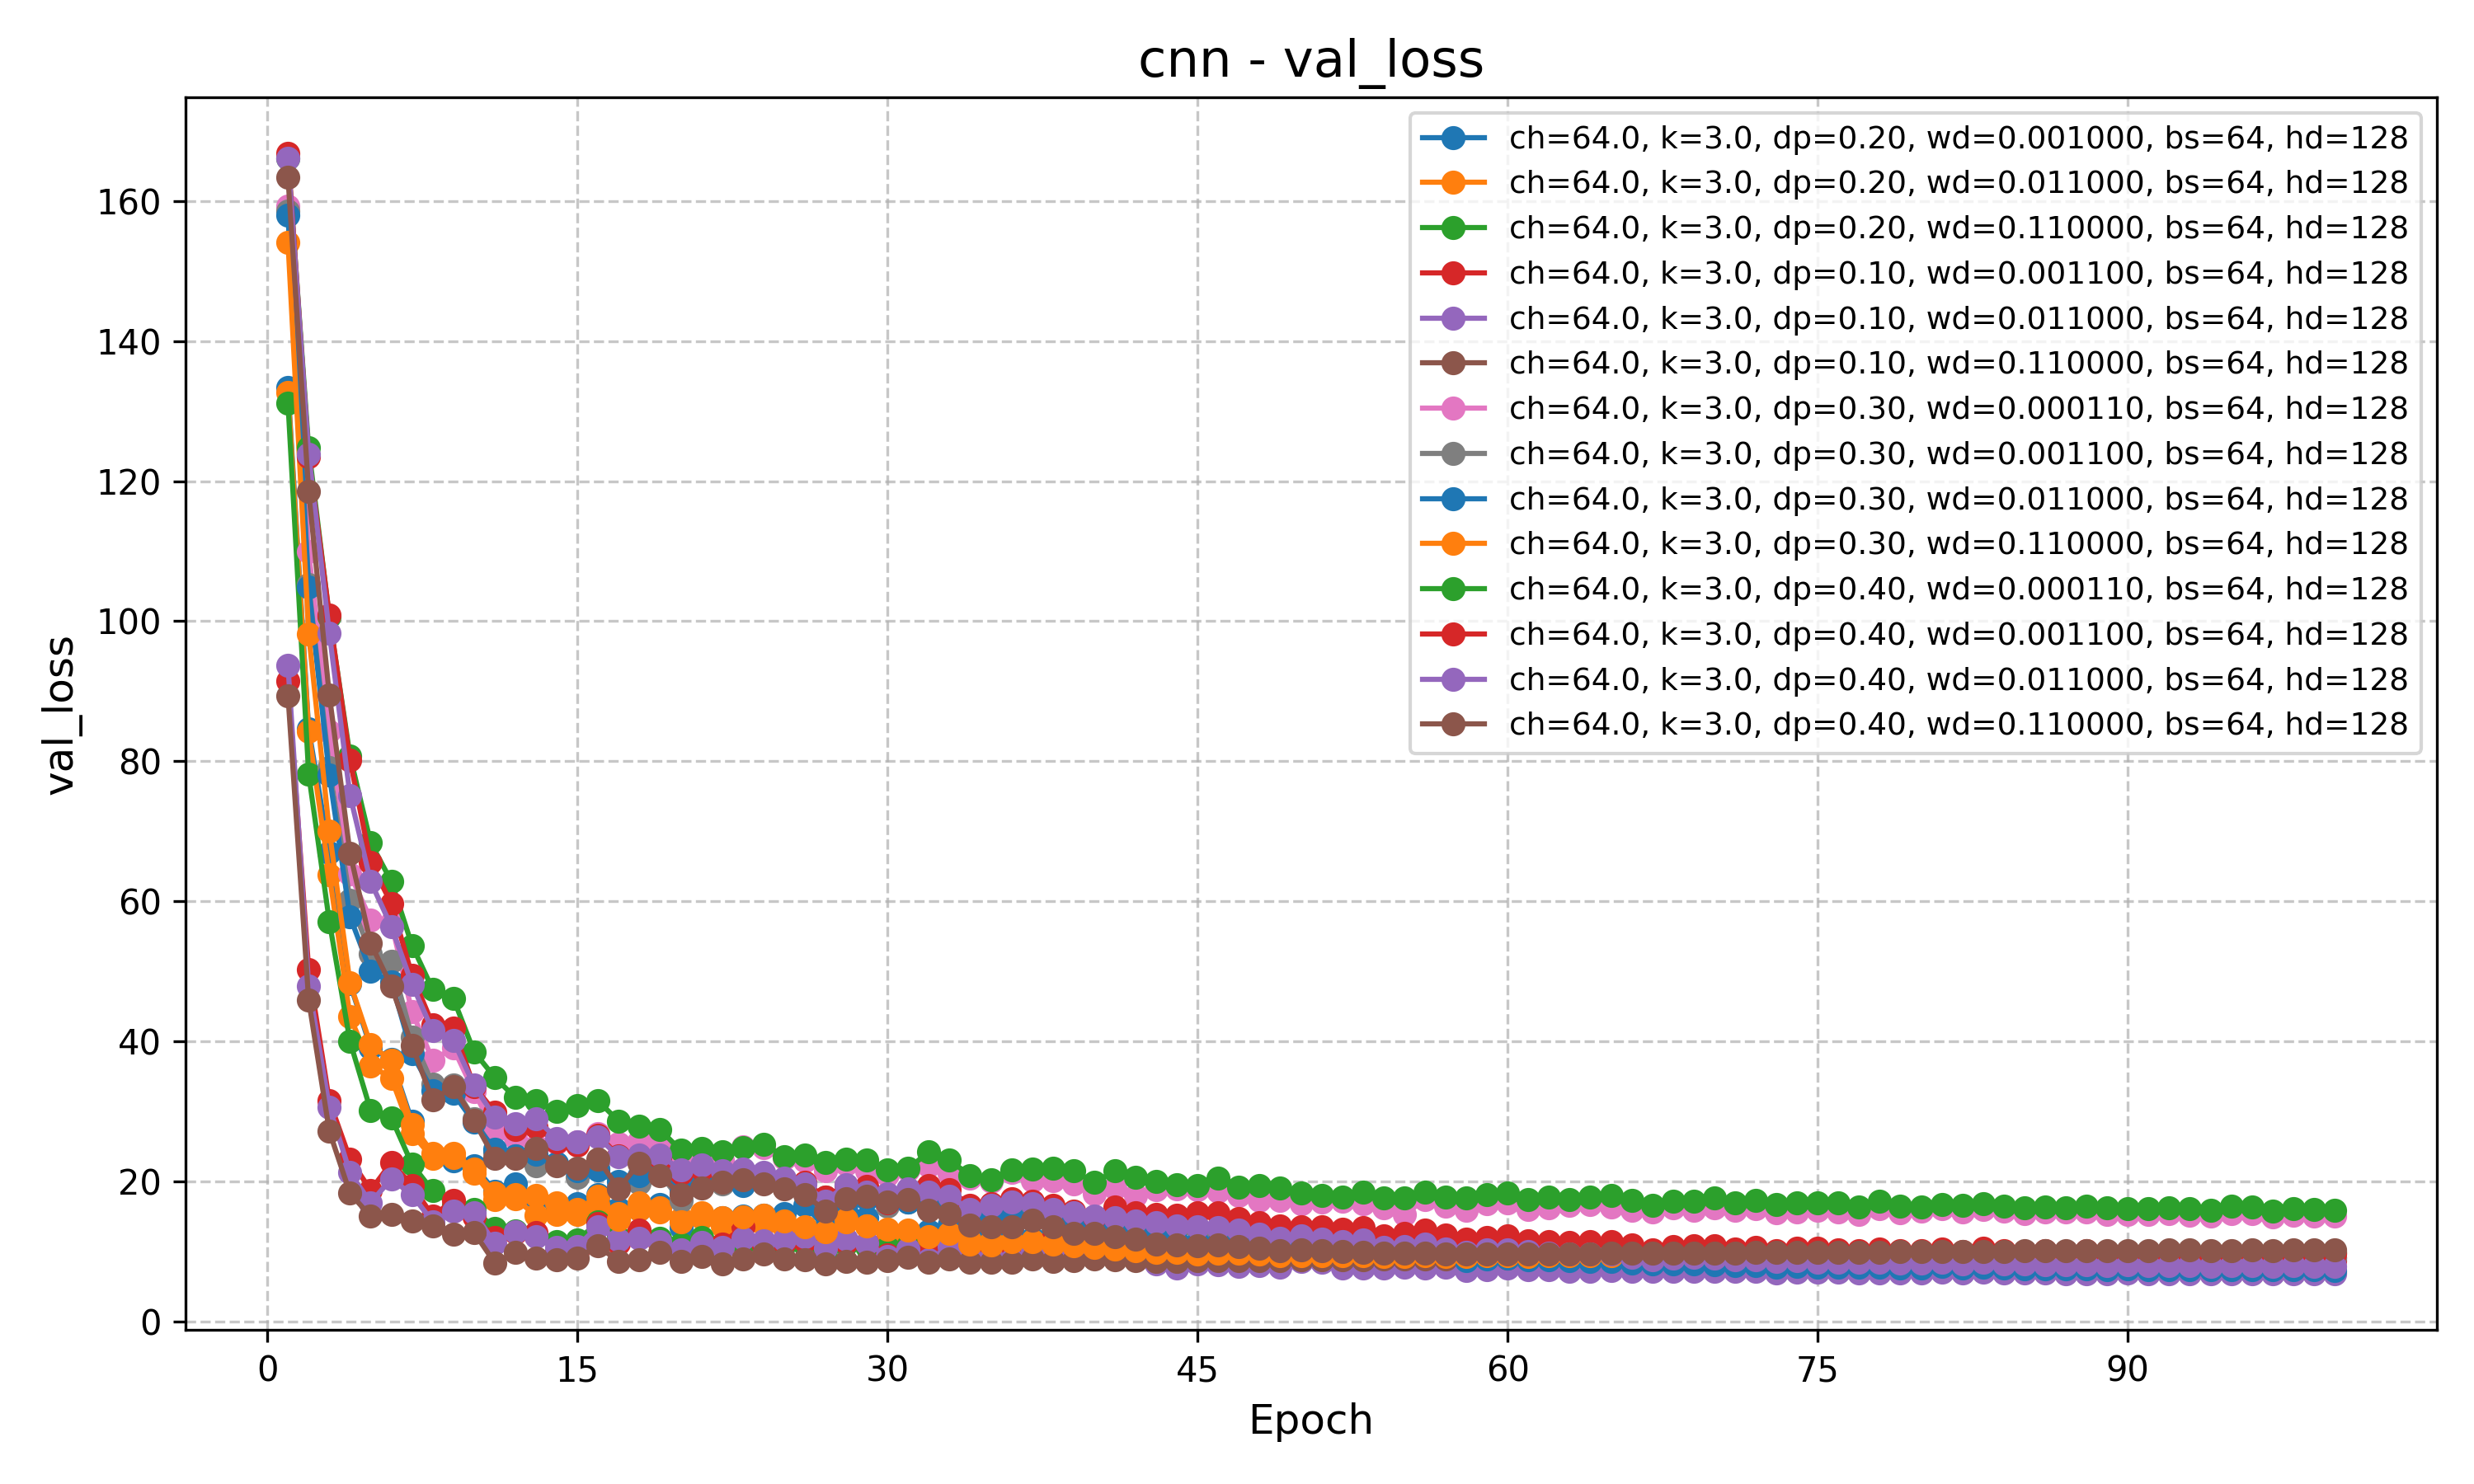 cnn - val_loss
ch=64.0, k=3.0, dp=0.20, wd=0.001000, bs=64, hd=128
ch=64.0, k=3.0, dp=0.20, wd=0.011000, bs=64, hd=128
ch=64.0, k=3.0, dp=0.20, wd=0.110000, bs=64, hd=128
ch=64.0, k=3.0, dp=0.10, wd=0.001100, bs=64, hd=128
ch=64.0, k=3.0, dp=0.10, wd=0.011000, bs=64, hd=128
ch=64.0, k=3.0, dp=0.10, wd=0.110000, bs=64, hd=128
ch=64.0, k=3.0, dp=0.30, wd=0.000110, bs=64, hd=128
ch=64.0, k=3.0, dp=0.30, wd=0.001100, bs=64, hd=128
ch=64.0, k=3.0, dp=0.30, wd=0.011000, bs=64, hd=128
ch=64.0, k=3.0, dp=0.30, wd=0.110000, bs=64, hd=128
ch=64.0, k=3.0, dp=0.40, wd=0.000110, bs=64, hd=128
ch=64.0, k=3.0, dp=0.40, wd=0.001100, bs=64, hd=128
ch=64.0, k=3.0, dp=0.40, wd=0.011000, bs=64, hd=128
ch=64.0, k=3.0, dp=0.40, wd=0.110000, bs=64, hd=128
val_loss
160
140
120
100
80
60
40
20
0
0 15 30 45 60 75 90
Epoch